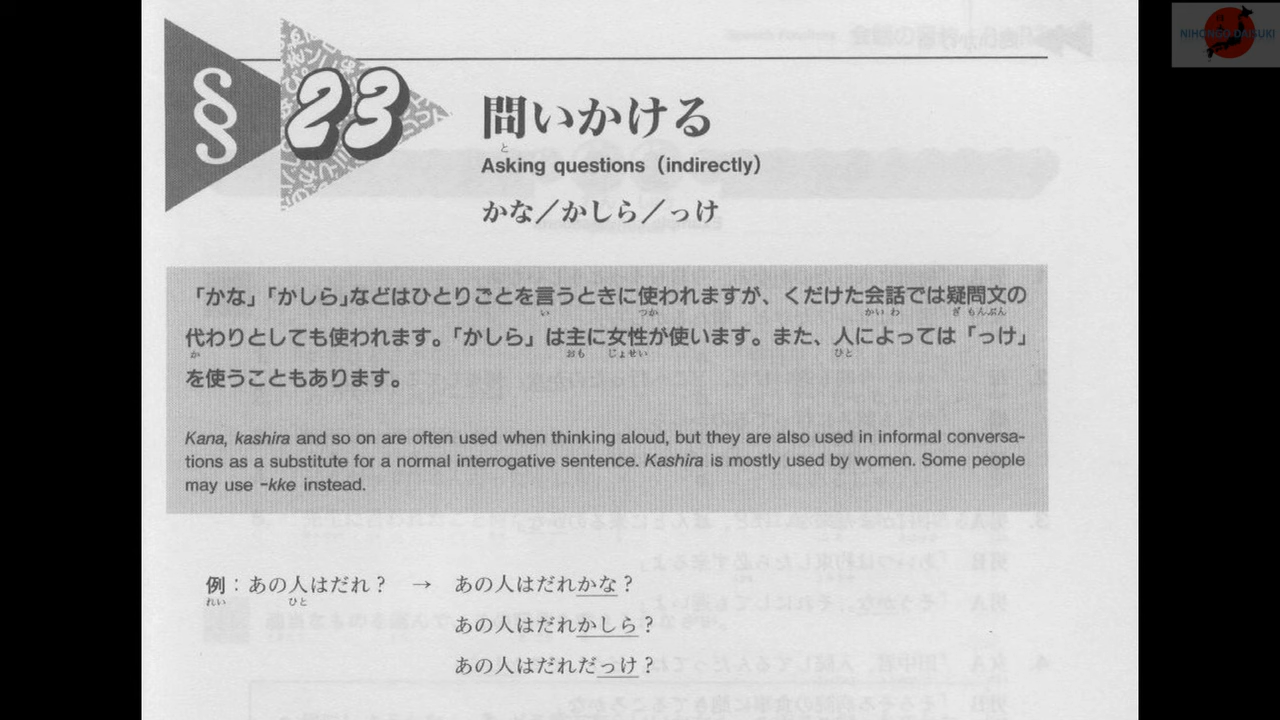 NIHONGO DAISUKI
§ 23
問いかける
と
Asking questions (indirectly)
かな／かしら／っけ
「かな」「かしら」などはひとりごとを言うときに使われますが、くだけた会話では疑問文の
い つか かいわ ぎもんぶん
代わりとしても使われます。「かしら」は主に女性が使います。また、人によっては「っけ」
か おも じょせい ひと
を使うこともあります。
Kana, kashira and so on are often used when thinking aloud, but they are also used in informal conversa-
tions as a substitute for a normal interrogative sentence. Kashira is mostly used by women. Some people
may use -kke instead.
例：あの人はだれ？ → あの人はだれかな？
れい ひと
あの人はだれかしら？
あの人はだれだっけ？